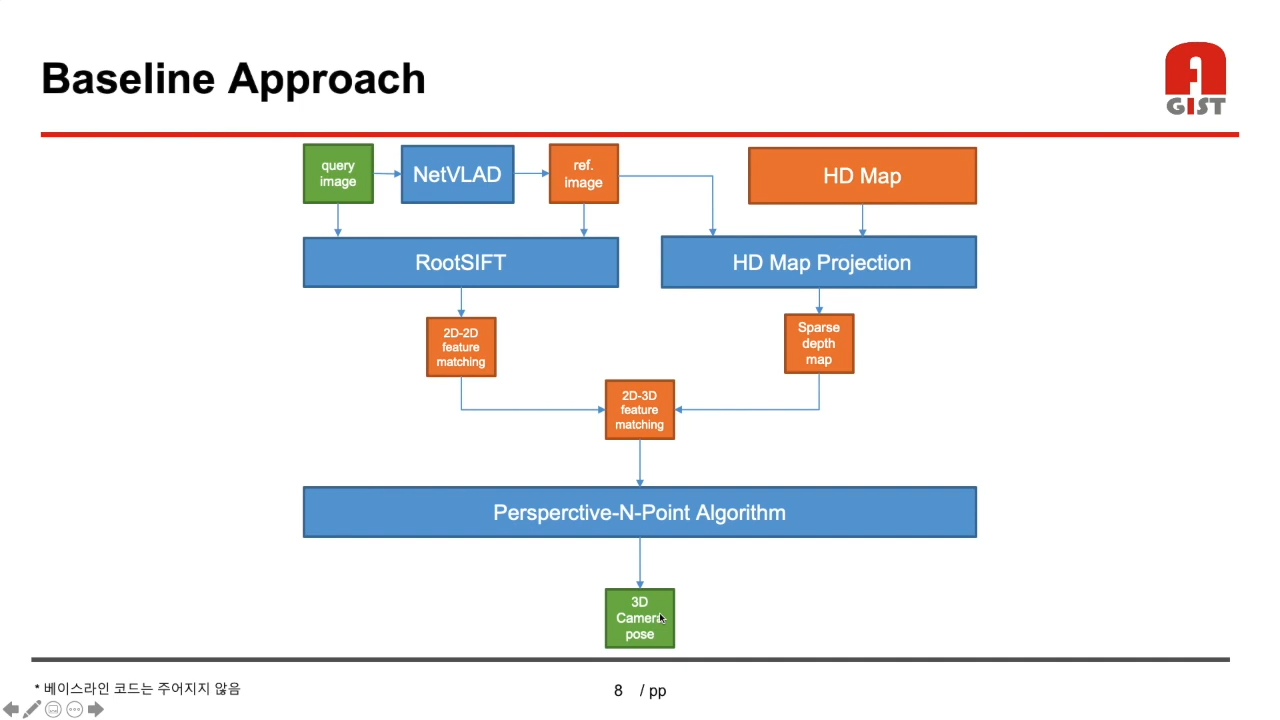 Baseline Approach
GIST
query
image
NetVLAD
ref.
image
HD Map
RootSIFT
HD Map Projection
2D-2D
feature
matching
Sparse
depth
map
2D-3D
feature
matching
Persperctive-N-Point Algorithm
3D
Camera
pose
* 베이스라인 코드는 주어지지 않음
8 / pp